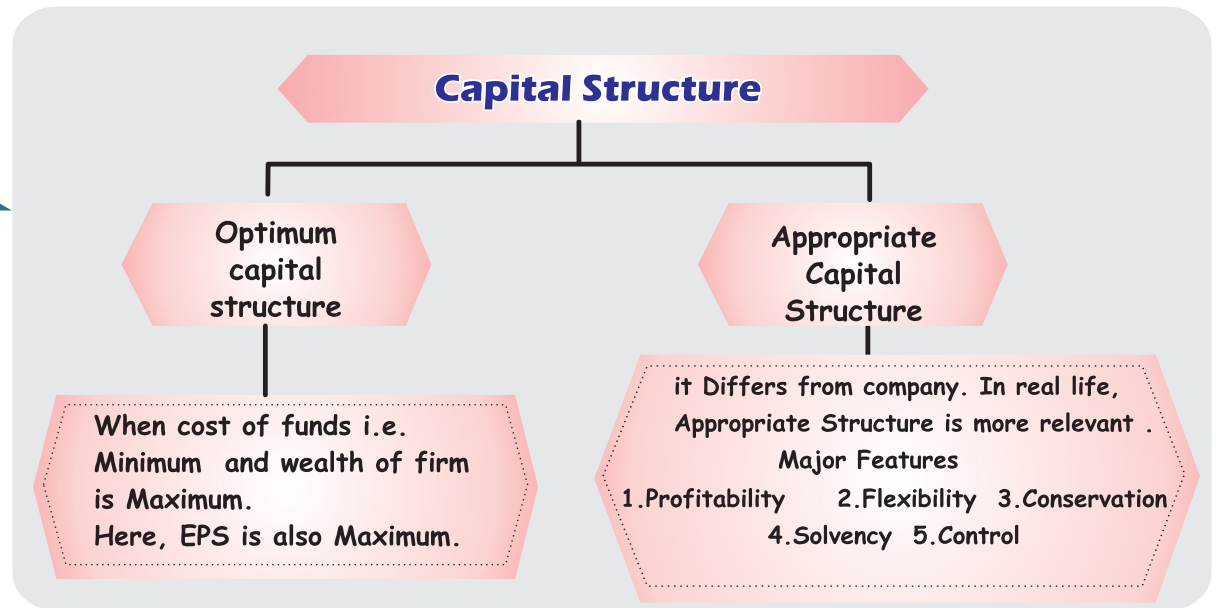 Capital Structure
Optimum
capital
structure
Appropriate
Capital
Structure
When cost of funds i.e.
Minimum and wealth of firm
is Maximum.
Here, EPS is also Maximum.
it Differs from company. In real life,
Appropriate Structure is more relevant .
Major Features
1.Profitability 2.Flexibility 3.Conservation
4.Solvency 5.Control